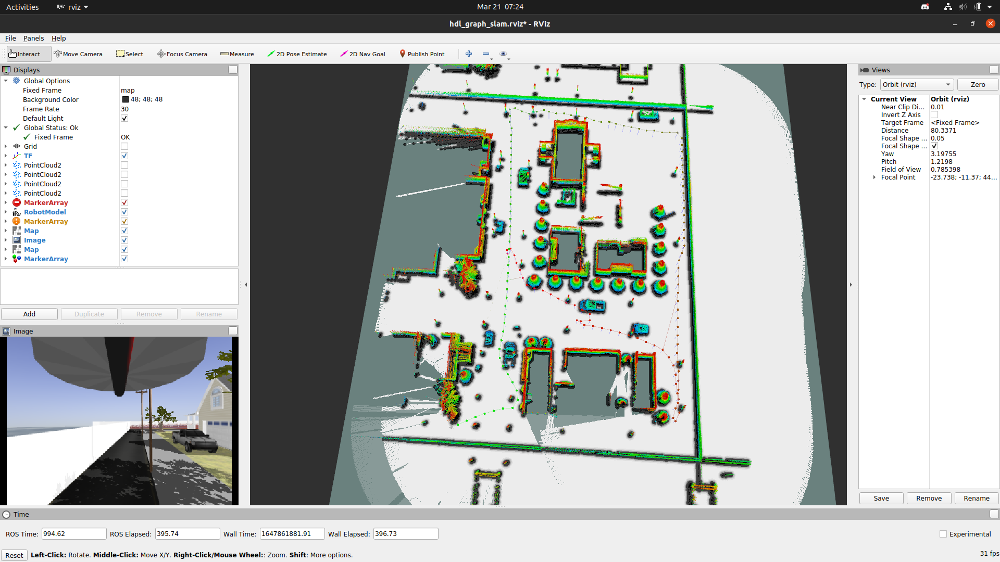 Activities
rviz
Mar 21 07:24
hdl_graph_slam.rviz* - RViz
File Panels Help
Interact Move Camera Select Focus Camera Measure 2D Pose Estimate 2D Nav Goal Publish Point
Displays
Global Options
Fixed Frame map
Background Color 48; 48; 48
Frame Rate 30
Default Light
Global Status: Ok
Fixed Frame OK
Grid
TF
PointCloud2
PointCloud2
PointCloud2
PointCloud2
MarkerArray
RobotModel
MarkerArray
Map
Image
Map
MarkerArray
Add Duplicate Remove Rename
Image
Views
Type: Orbit (rviz) Zero
Current View Orbit (rviz)
Near Clip Di... 0.01
Invert Z Axis
Target Frame <Fixed Frame>
Distance 80.3371
Focal Shape ... 0.05
Focal Shape ...
Yaw 3.19755
Pitch 1.2198
Field of View 0.785398
Focal Point -23.738; -11.37; 44...
Save Remove Rename
Time
ROS Time: 994.62 ROS Elapsed: 395.74 Wall Time: 1647861881.91 Wall Elapsed: 396.73
Experimental
Reset Left-Click: Rotate. Middle-Click: Move X/Y. Right-Click/Mouse Wheel:: Zoom. Shift: More options.
31 fps